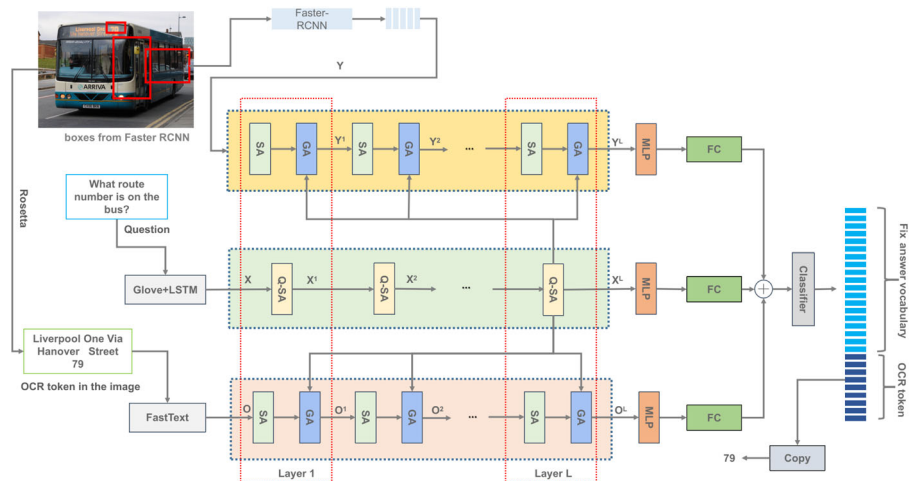 Faster-
RCNN
Liverpool One
ARRIVA
boxes from Faster RCNN
Y
SA
GA
Y¹
SA
GA
Y²
...
SA
GA
Yᴸ
MLP
FC
Rosetta
What route
number is on the
bus?
Question
Glove+LSTM
X
Q-SA
X¹
Q-SA
X²
...
Q-SA
Xᴸ
MLP
FC
Classifier
Fix answer vocabulary
OCR token
Liverpool One Via
Hanover Street
79
OCR token in the image
FastText
O
SA
GA
O¹
SA
GA
O²
...
SA
GA
Oᴸ
MLP
FC
79
Copy
Layer 1
Layer L